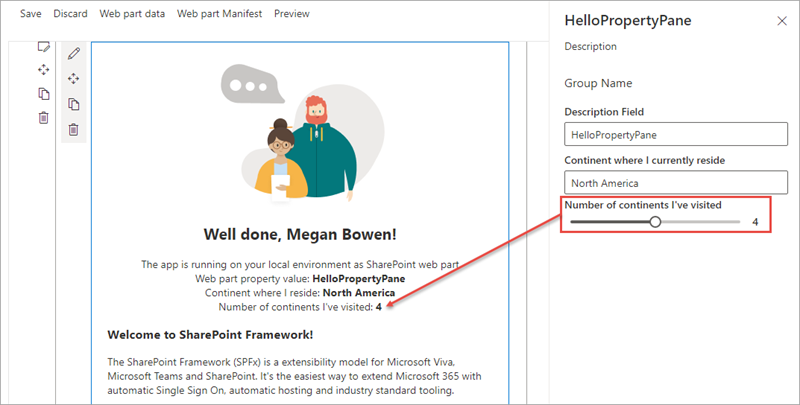 Save Discard Web part data Web part Manifest Preview
Well done, Megan Bowen!
The app is running on your local environment as SharePoint web part
Web part property value: HelloPropertyPane
Continent where I reside: North America
Number of continents I've visited: 4
Welcome to SharePoint Framework!
The SharePoint Framework (SPFx) is a extensibility model for Microsoft Viva,
Microsoft Teams and SharePoint. It's the easiest way to extend Microsoft 365 with
automatic Single Sign On, automatic hosting and industry standard tooling.
HelloPropertyPane
Description
Group Name
Description Field
HelloPropertyPane
Continent where I currently reside
North America
Number of continents I've visited
4